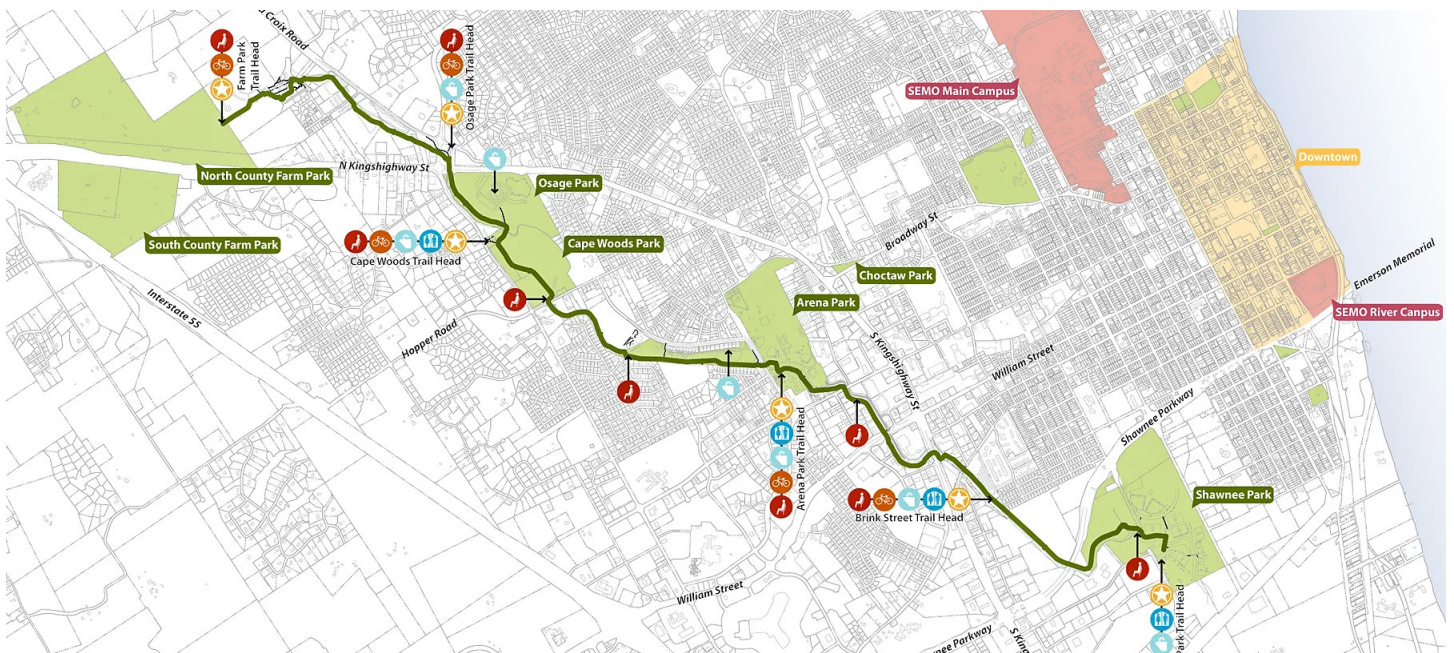 Croix Road
Farm Park
Trail Head
Osage Park Trail Head
SEMO Main Campus
Downtown
N Kingshighway St
North County Farm Park
Osage Park
South County Farm Park
Cape Woods Park
Broadway St
Cape Woods Trail Head
Choctaw Park
Emerson Memorial
Interstate 55
Arena Park
SEMO River Canpus
Hopper Road
S Kingshighway St
William Street
Shawnee Parkway
Arena Park Trail Head
Shawnee Park
Brink Street Trail Head
William Street
Park Trail Head
Parkway
S